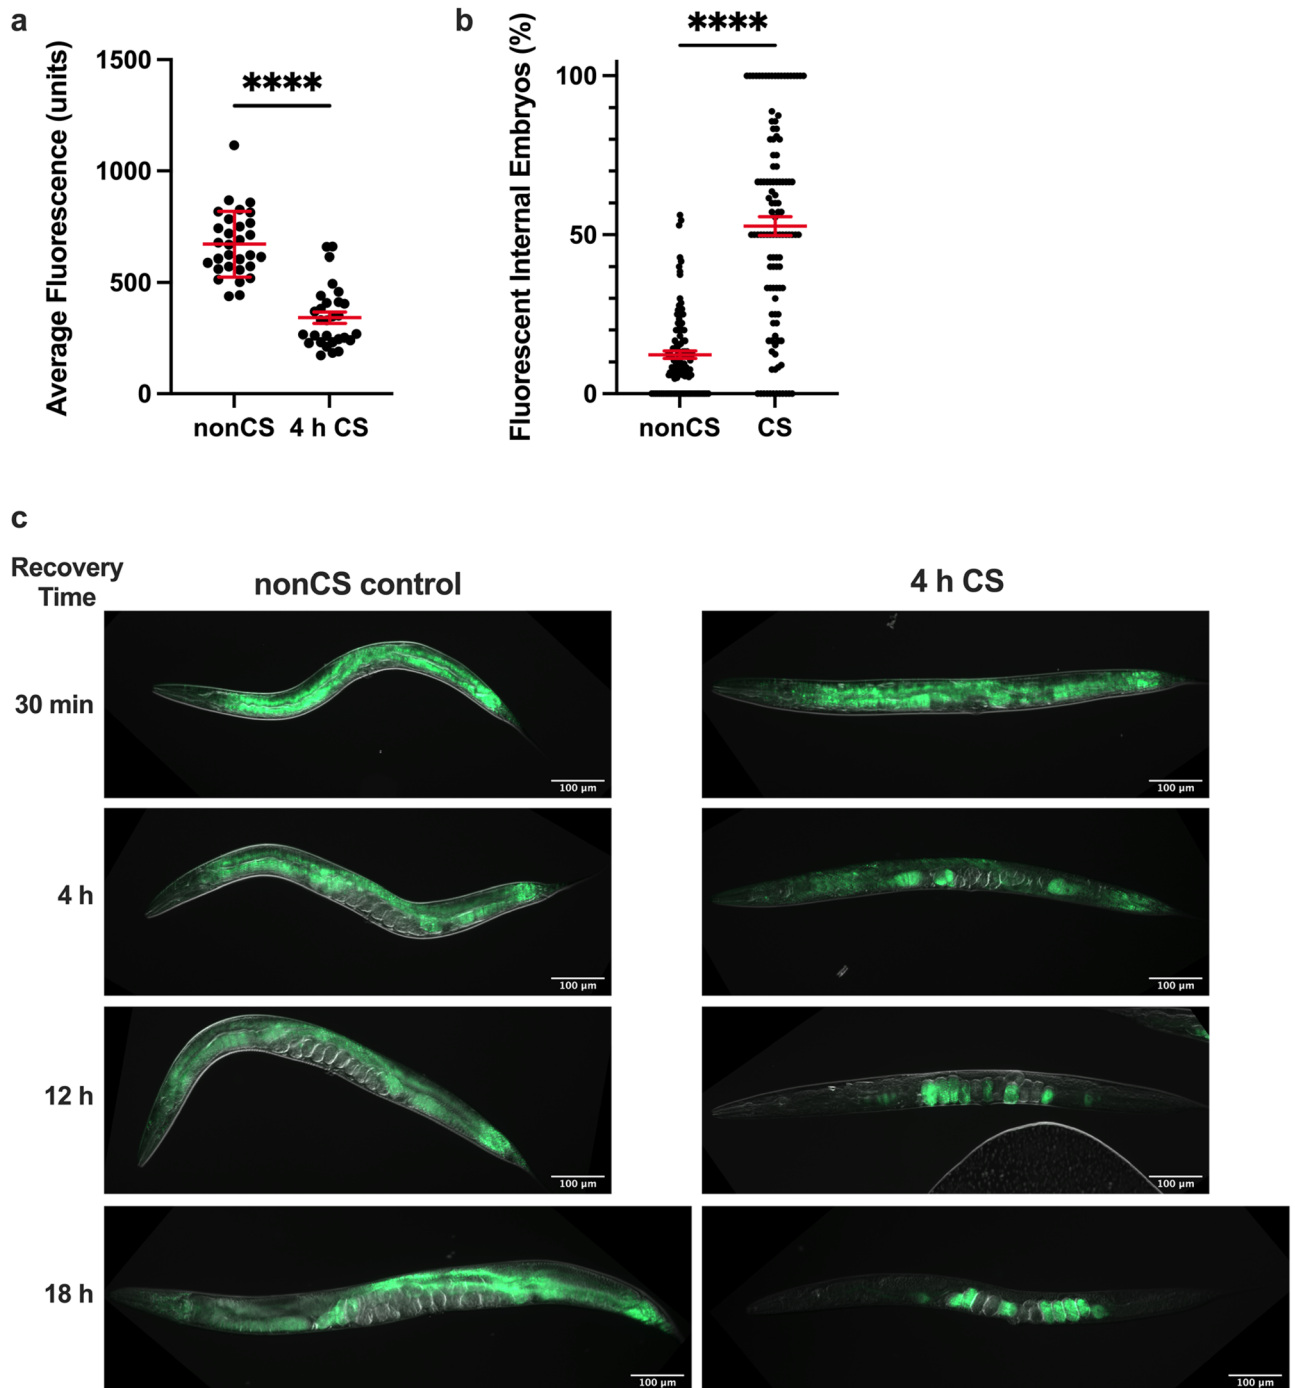 a
Average Fluorescence (units)
1500
1000
500
0
****
nonCS 4 h CS
b
Fluorescent Internal Embryos (%)
100
50
0
****
nonCS CS
c
Recovery
Time
nonCS control
4 h CS
30 min
100 µm
100 µm
4 h
100 µm
100 µm
12 h
100 µm
100 µm
18 h
100 µm
100 µm